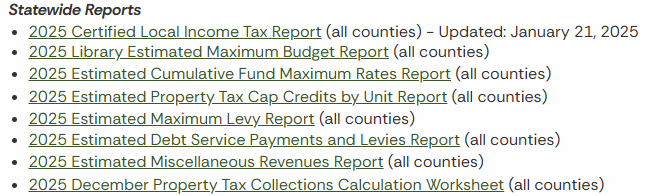 Statewide Reports
• 2025 Certified Local Income Tax Report (all counties) - Updated: January 21, 2025
• 2025 Library Estimated Maximum Budget Report (all counties)
• 2025 Estimated Cumulative Fund Maximum Rates Report (all counties)
• 2025 Estimated Property Tax Cap Credits by Unit Report (all counties)
• 2025 Estimated Maximum Levy Report (all counties)
• 2025 Estimated Debt Service Payments and Levies Report (all counties)
• 2025 Estimated Miscellaneous Revenues Report (all counties)
• 2025 December Property Tax Collections Calculation Worksheet (all counties)